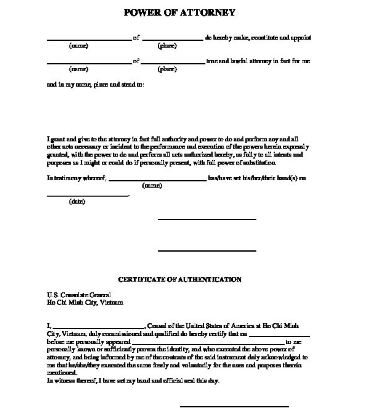 POWER OF ATTORNEY
of do hereby make, constitute and appoint
(name) (place)
of true and lawful attorney in fact for me
(name) (place)
and in my name, place and stead to:
I grant and give to the attorney in fact full authority and power to do and perform any and all
other acts necessary or incident to the performance and execution of the powers herein expressly
granted, with the power to do and perform all acts authorized hereby, as fully to all intents and
purposes as I might or could do if personally present, with full power of substitution.
In testimony whereof, has/have set his/her/their hand(s) on
(name)
(date)
CERTIFICATE OF AUTHENTICATION
U.S. Consulate General
Ho Chi Minh City, Vietnam
I, , Consul of the United States of America at Ho Chi Minh
City, Vietnam, duly commissioned and qualified do hereby certify that on
before me personally appeared to me
personally known or sufficiently proven the identity, and who executed the above power of
attorney, and being informed by me of the contents of the said instrument duly acknowledged to
me that he/she/they executed the same freely and voluntarily for the uses and purposes therein
mentioned.
In witness thereof, I have set my hand and official seal this day.